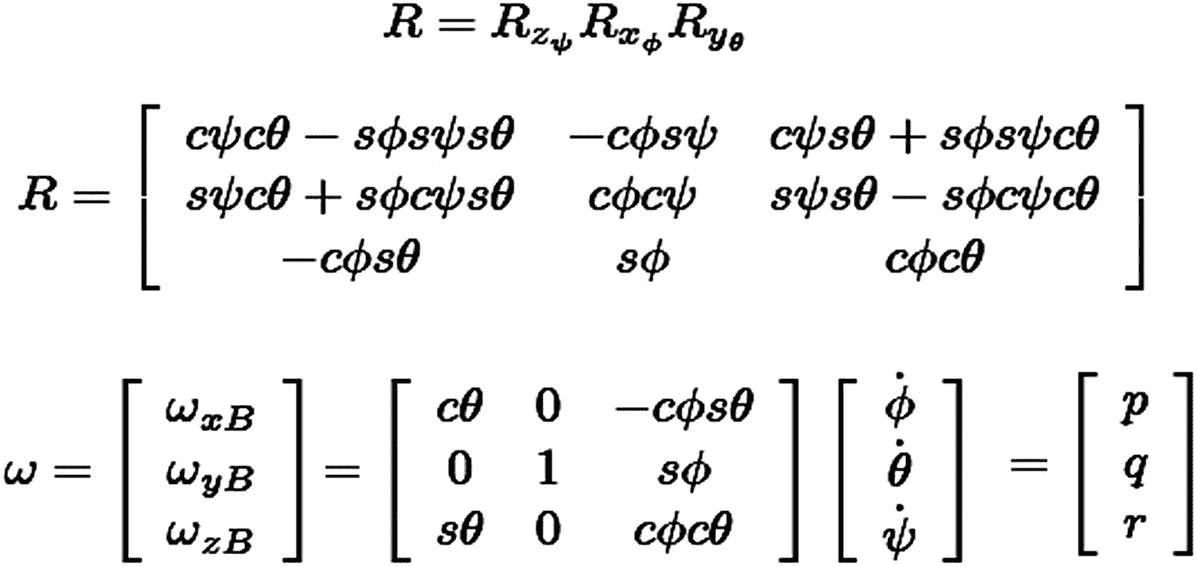 R = R_{z_ψ} R_{x_ϕ} R_{y_θ}
R = [ cψcθ − sϕsψsθ   −cϕsψ   cψsθ + sϕsψcθ
sψcθ + sϕcψsθ   cϕcψ   sψsθ − sϕcψcθ
−cϕsθ   sϕ   cϕcθ ]
ω = [ ω_{xB} ; ω_{yB} ; ω_{zB} ] = [ cθ   0   −cϕsθ ; 0   1   sϕ ; sθ   0   cϕcθ ] [ ϕ̇ ; θ̇ ; ψ̇ ] = [ p ; q ; r ]